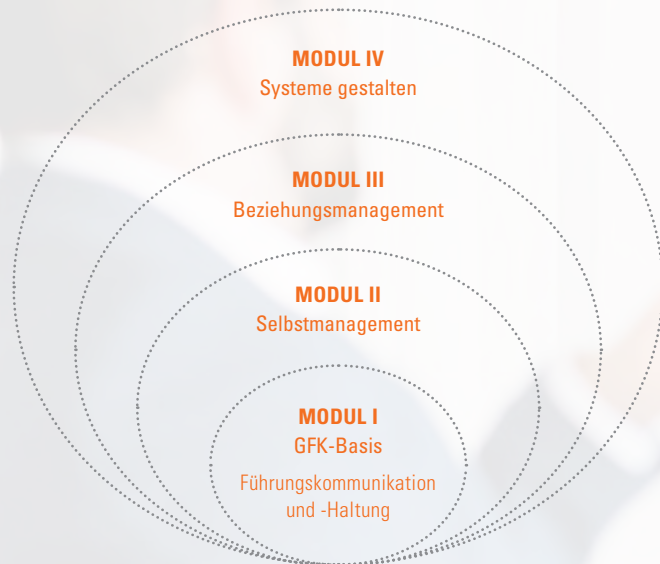 MODUL IV
Systeme gestalten
MODUL III
Beziehungsmanagement
MODUL II
Selbstmanagement
MODUL I
GFK-Basis
Führungskommunikation
und -Haltung